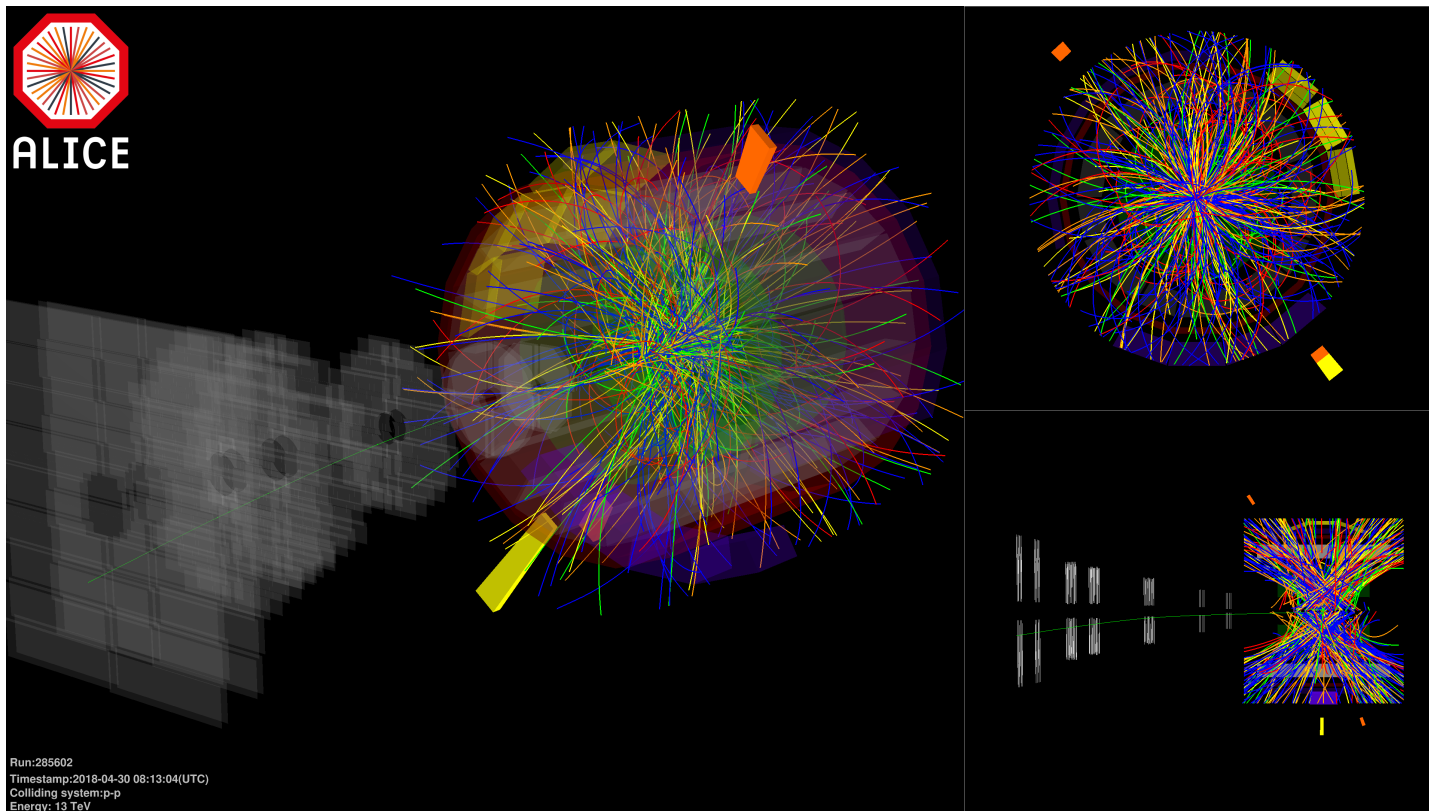 ALICE
Run:285602
Timestamp:2018-04-30 08:13:04(UTC)
Colliding system:p-p
Energy: 13 TeV